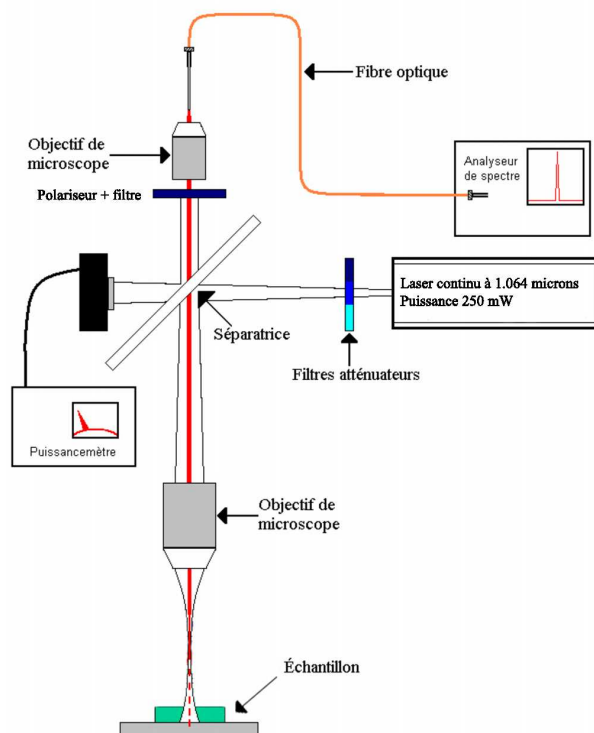 Fibre optique
Objectif de
microscope
Analyseur
de spectre
Polariseur + filtre
Laser continu à 1.064 microns
Puissance 250 mW
Séparatrice
Filtres atténuateurs
Puissancemètre
Objectif de
microscope
Échantillon